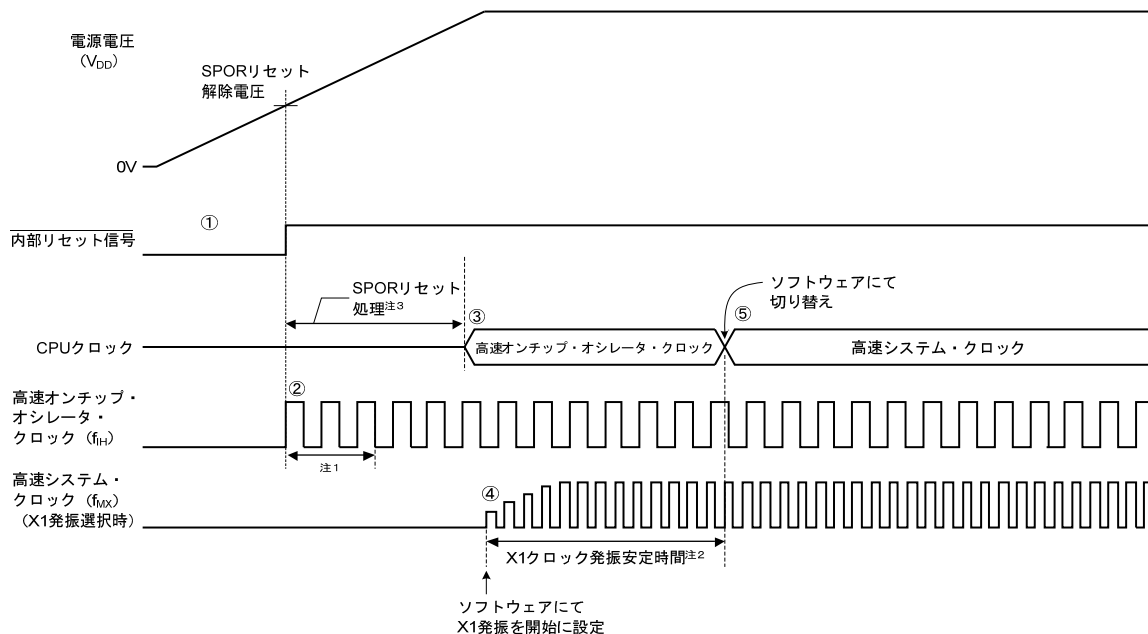 電源電圧
（VDD）
SPORリセット
解除電圧
0V
①
内部リセット信号
SPORリセット
処理注3
ソフトウェアにて
切り替え
③
⑤
CPUクロック
高速オンチップ・オシレータ・クロック
高速システム・クロック
②
高速オンチップ・
オシレータ・
クロック（fIH）
注1
高速システム・
クロック（fMX）
（X1発振選択時）
④
X1クロック発振安定時間注2
ソフトウェアにて
X1発振を開始に設定